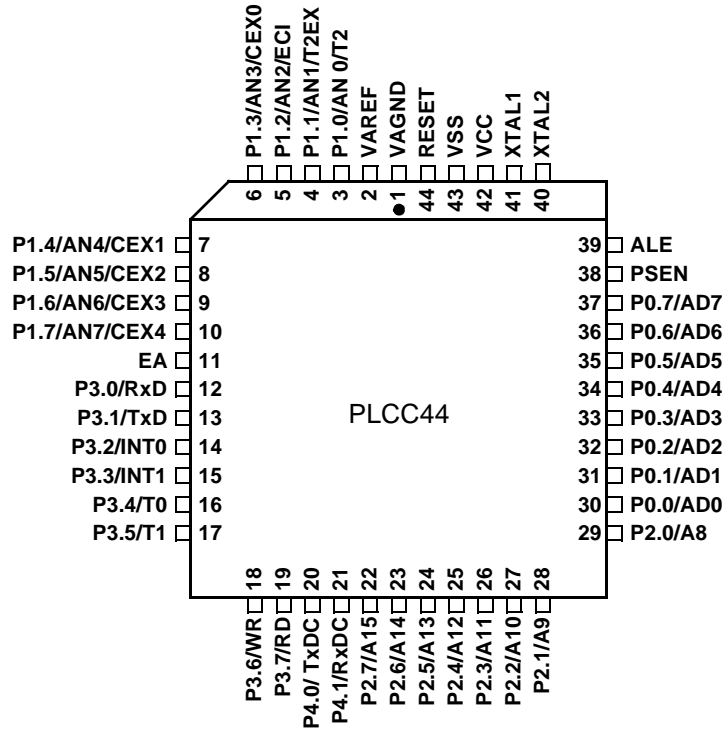 P1.3/AN3/CEX0
P1.2/AN2/ECI
P1.1/AN1/T2EX
P1.0/AN 0/T2
VAREF
VAGND
RESET
VSS
VCC
XTAL1
XTAL2
6 5 4 3 2 1 44 43 42 41 40
P1.4/AN4/CEX1 7
P1.5/AN5/CEX2 8
P1.6/AN6/CEX3 9
P1.7/AN7/CEX4 10
EA 11
P3.0/RxD 12
P3.1/TxD 13
P3.2/INT0 14
P3.3/INT1 15
P3.4/T0 16
P3.5/T1 17
PLCC44
39 ALE
38 PSEN
37 P0.7/AD7
36 P0.6/AD6
35 P0.5/AD5
34 P0.4/AD4
33 P0.3/AD3
32 P0.2/AD2
31 P0.1/AD1
30 P0.0/AD0
29 P2.0/A8
18 19 20 21 22 23 24 25 26 27 28
P3.6/WR
P3.7/RD
P4.0/ TxDC
P4.1/RxDC
P2.7/A15
P2.6/A14
P2.5/A13
P2.4/A12
P2.3/A11
P2.2/A10
P2.1/A9